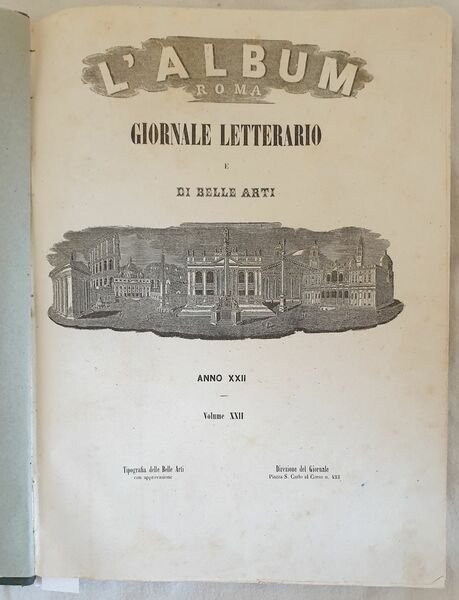 L'ALBUM
ROMA
GIORNALE LETTERARIO
E
DI BELLE ARTI
ANNO XXII
Volume XXII
Tipografia delle Belle Arti
con approvazione
Direzione del Giornale
Piazza S. Carlo al Corso n. 433